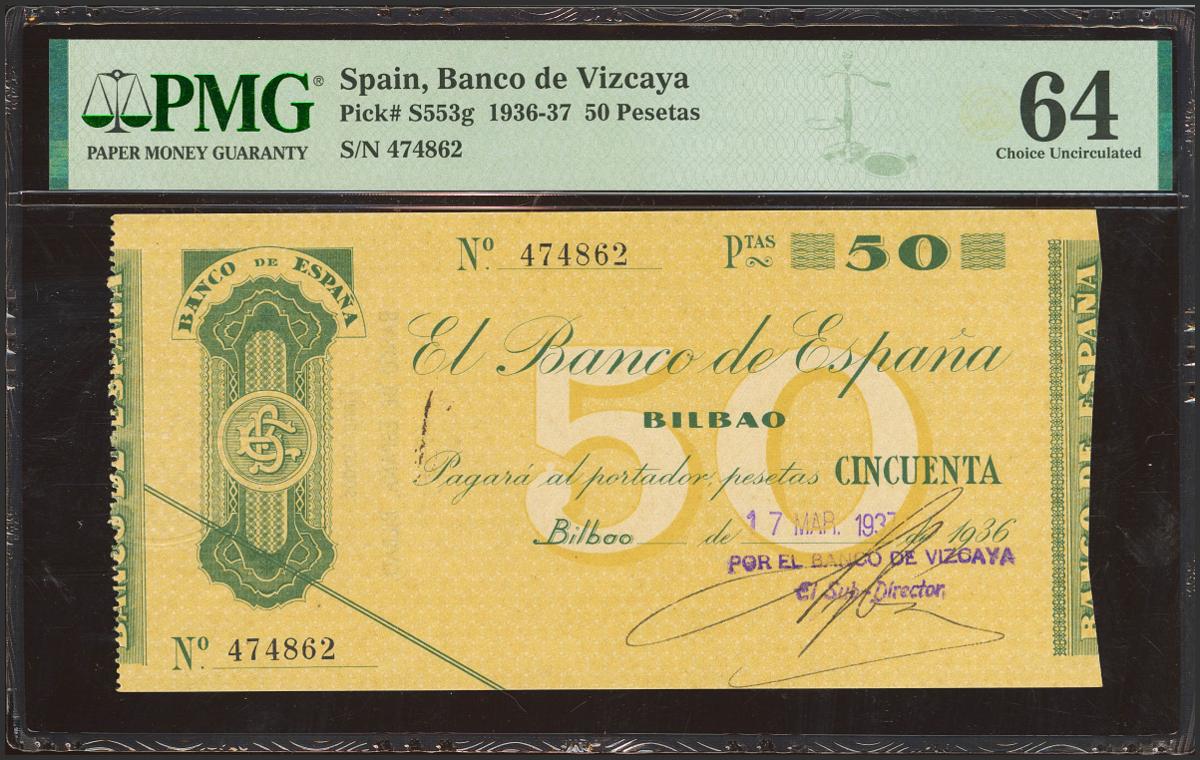 PMG®
PAPER MONEY GUARANTY
Spain, Banco de Vizcaya
Pick# S553g 1936-37 50 Pesetas
S/N 474862
64
Choice Uncirculated
BANCO DE ESPAÑA
Nº. 474862
PTAS 50
BANCO DE ESPAÑA
El Banco de España
50
BILBAO
Pagará al portador pesetas CINCUENTA
Bilbao de 17 MAR. 1937 de 1936
POR EL BANCO DE VIZCAYA
El Sub-Director,
Nº. 474862
BANCO DE ESPAÑA